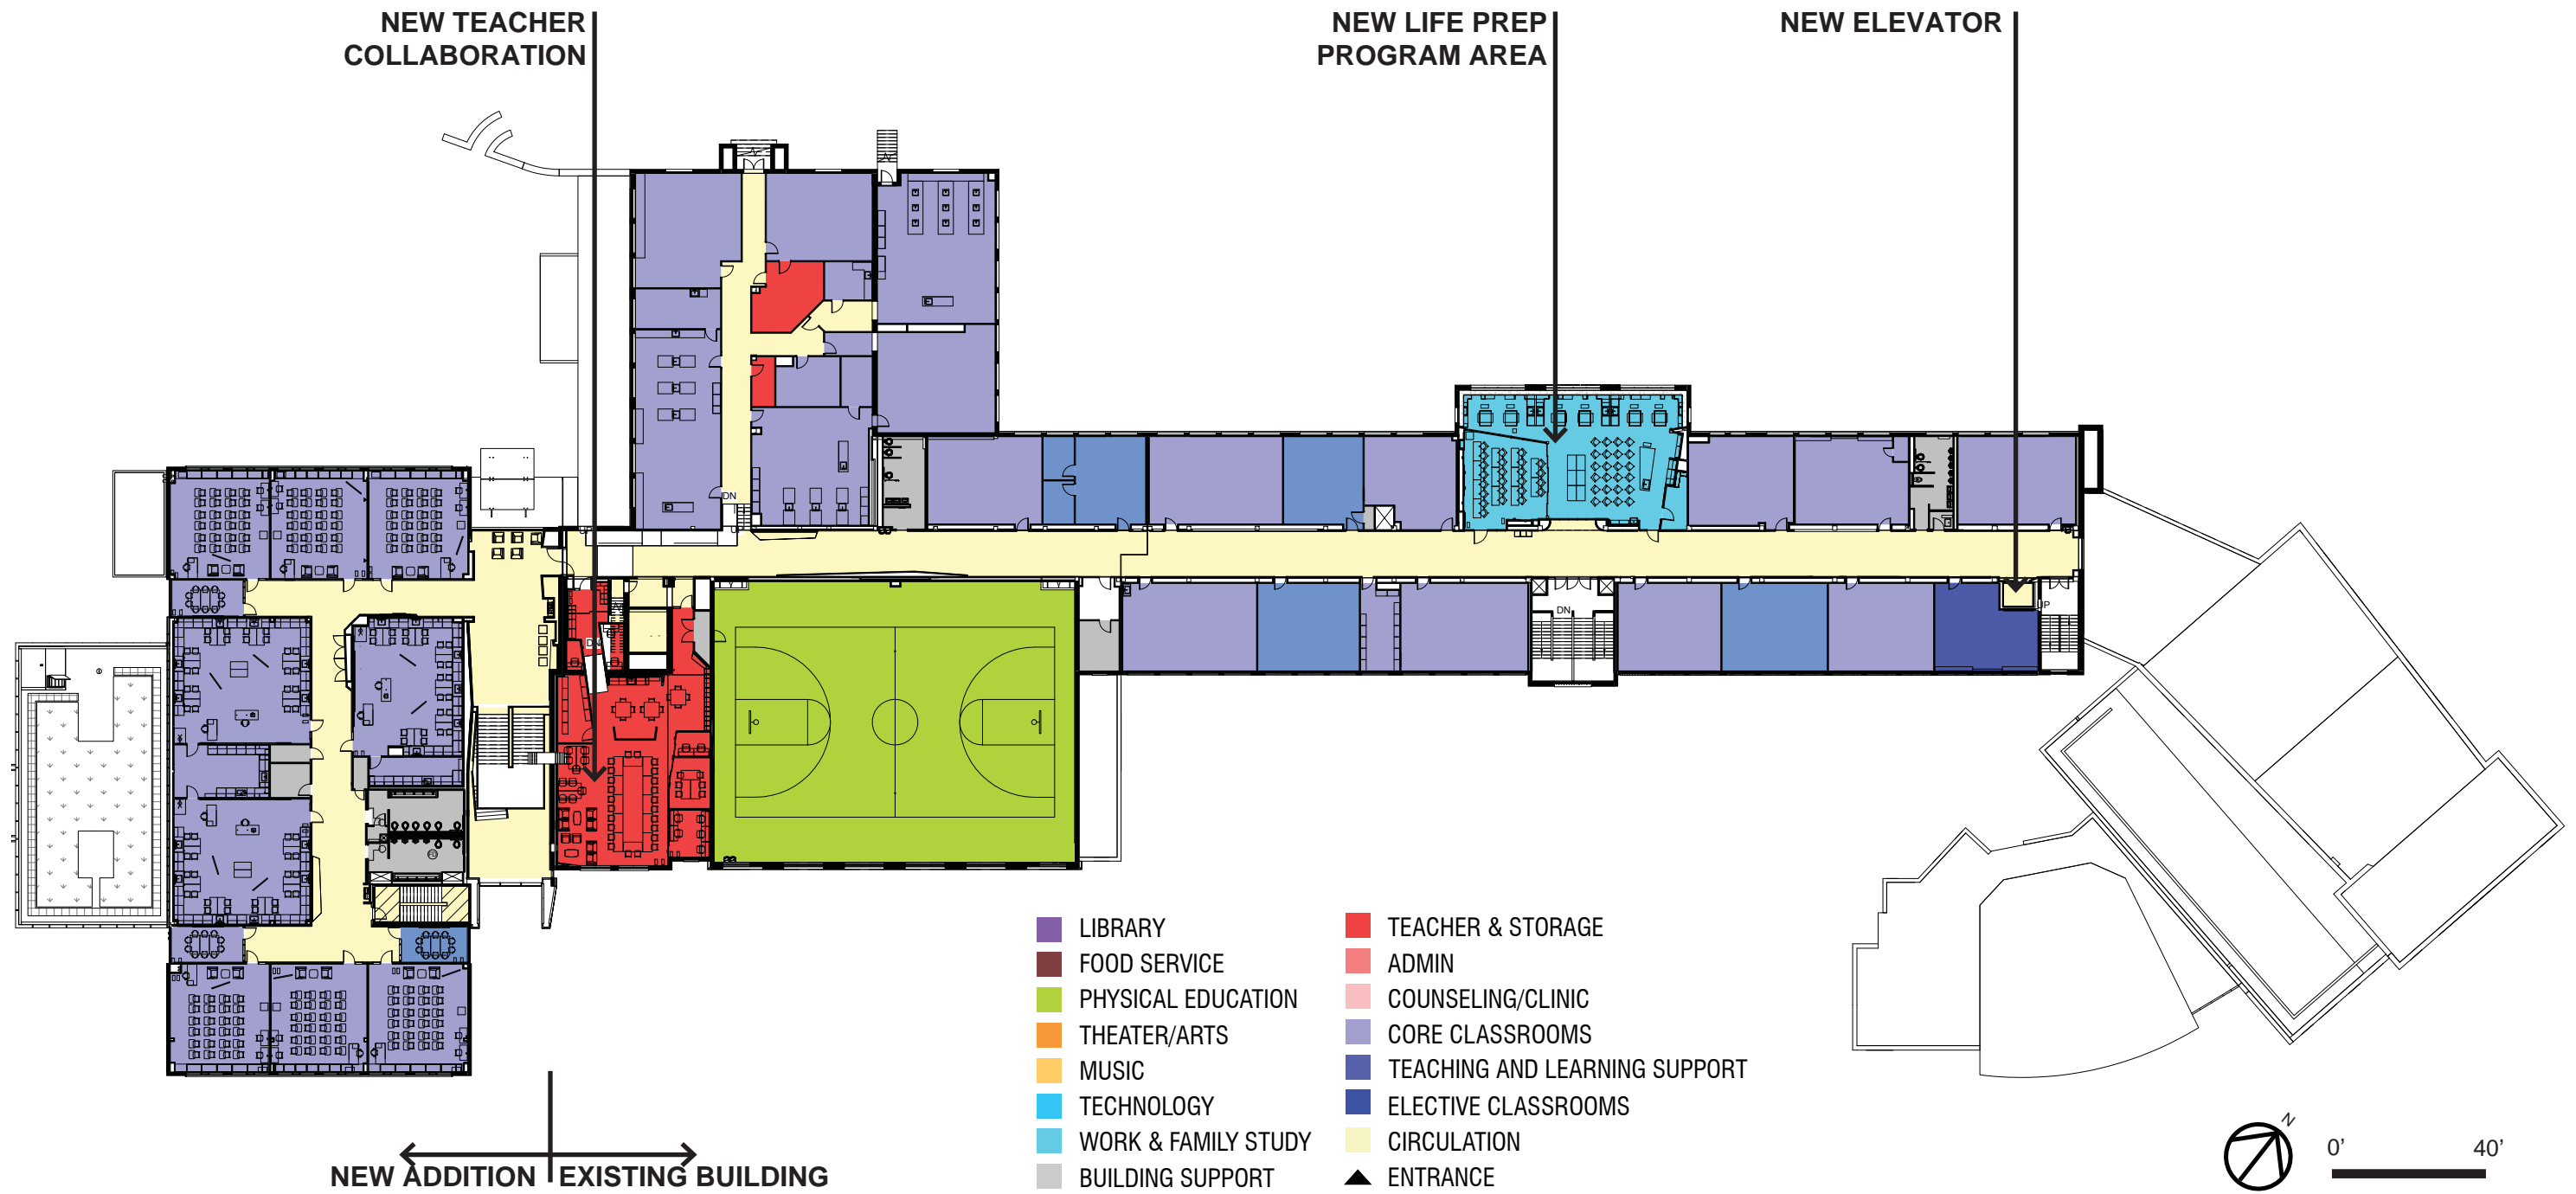 NEW TEACHER
COLLABORATION
NEW LIFE PREP
PROGRAM AREA
NEW ELEVATOR
DN
DN
DN
UP
NEW ADDITION
EXISTING BUILDING
LIBRARY
FOOD SERVICE
PHYSICAL EDUCATION
THEATER/ARTS
MUSIC
TECHNOLOGY
WORK & FAMILY STUDY
BUILDING SUPPORT
TEACHER & STORAGE
ADMIN
COUNSELING/CLINIC
CORE CLASSROOMS
TEACHING AND LEARNING SUPPORT
ELECTIVE CLASSROOMS
CIRCULATION
ENTRANCE
N
0’
40’